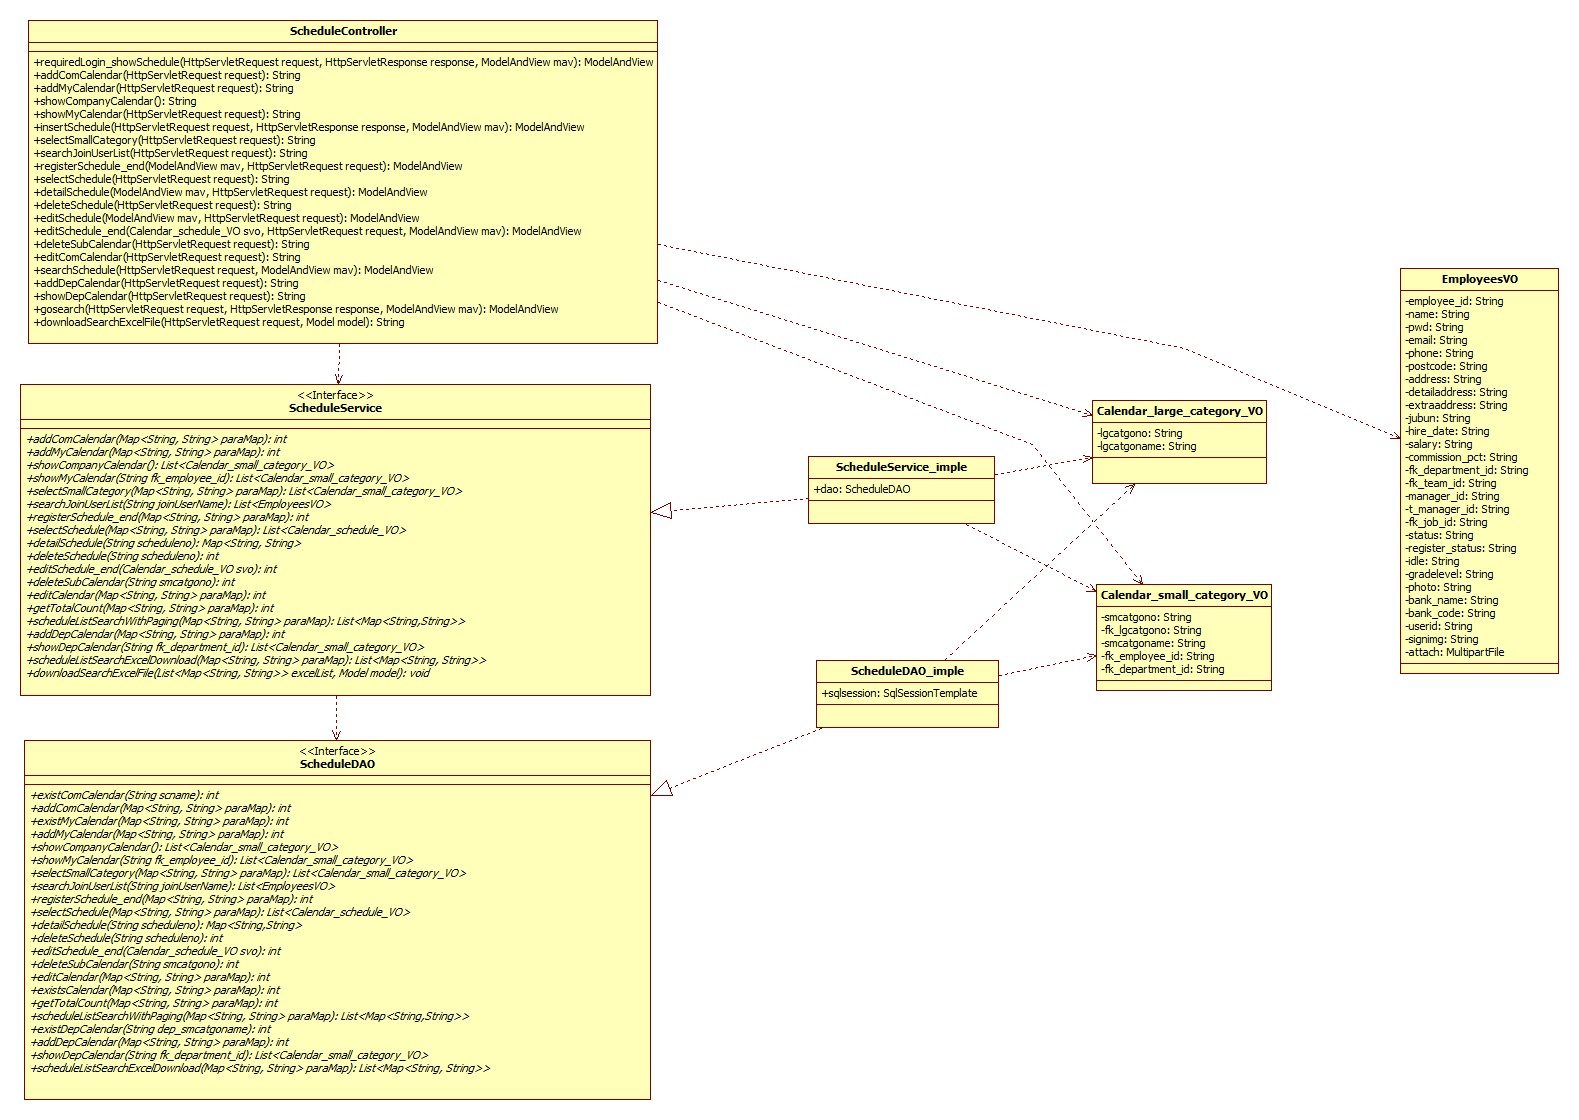 ScheduleController
+requiredLogin_showSchedule(HttpServletRequest request, HttpServletResponse response, ModelAndView mav): ModelAndView
+addComCalendar(HttpServletRequest request): String
+addMyCalendar(HttpServletRequest request): String
+showCompanyCalendar(): String
+showMyCalendar(HttpServletRequest request): String
+insertSchedule(HttpServletRequest request, HttpServletResponse response, ModelAndView mav): ModelAndView
+selectSmallCategory(HttpServletRequest request): String
+searchJoinUserList(HttpServletRequest request): String
+registerSchedule_end(ModelAndView mav, HttpServletRequest request): ModelAndView
+selectSchedule(HttpServletRequest request): String
+detailSchedule(ModelAndView mav, HttpServletRequest request): ModelAndView
+deleteSchedule(HttpServletRequest request): String
+editSchedule(ModelAndView mav, HttpServletRequest request): ModelAndView
+editSchedule_end(Calendar_schedule_VO svo, HttpServletRequest request, ModelAndView mav): ModelAndView
+deleteSubCalendar(HttpServletRequest request): String
+editComCalendar(HttpServletRequest request): String
+searchSchedule(HttpServletRequest request, ModelAndView mav): ModelAndView
+addDepCalendar(HttpServletRequest request): String
+showDepCalendar(HttpServletRequest request): String
+gosearch(HttpServletRequest request, HttpServletResponse response, ModelAndView mav): ModelAndView
+downloadSearchExcelFile(HttpServletRequest request, Model model): String
<<Interface>>
ScheduleService
+addComCalendar(Map<String, String> paraMap): int
+addMyCalendar(Map<String, String> paraMap): int
+showCompanyCalendar(): List<Calendar_small_category_VO>
+showMyCalendar(String fk_employee_id): List<Calendar_small_category_VO>
+selectSmallCategory(Map<String, String> paraMap): List<Calendar_small_category_VO>
+searchJoinUserList(String joinUserName): List<EmployeesVO>
+registerSchedule_end(Map<String, String> paraMap): int
+selectSchedule(Map<String, String> paraMap): List<Calendar_schedule_VO>
+detailSchedule(String scheduleno): Map<String, String>
+deleteSchedule(String scheduleno): int
+editSchedule_end(Calendar_schedule_VO svo): int
+deleteSubCalendar(String smcatgono): int
+editCalendar(Map<String, String> paraMap): int
+getTotalCount(Map<String, String> paraMap): int
+scheduleListSearchWithPaging(Map<String, String> paraMap): List<Map<String,String>>
+addDepCalendar(Map<String, String> paraMap): int
+showDepCalendar(String fk_department_id): List<Calendar_small_category_VO>
+scheduleListSearchExcelDownload(Map<String, String> paraMap): List<Map<String, String>>
+downloadSearchExcelFile(List<Map<String, String>> excelList, Model model): void
<<Interface>>
ScheduleDAO
+existComCalendar(String scname): int
+addComCalendar(Map<String, String> paraMap): int
+existMyCalendar(Map<String, String> paraMap): int
+addMyCalendar(Map<String, String> paraMap): int
+showCompanyCalendar(): List<Calendar_small_category_VO>
+showMyCalendar(String fk_employee_id): List<Calendar_small_category_VO>
+selectSmallCategory(Map<String, String> paraMap): List<Calendar_small_category_VO>
+searchJoinUserList(String joinUserName): List<EmployeesVO>
+registerSchedule_end(Map<String, String> paraMap): int
+selectSchedule(Map<String, String> paraMap): List<Calendar_schedule_VO>
+detailSchedule(String scheduleno): Map<String,String>
+deleteSchedule(String scheduleno): int
+editSchedule_end(Calendar_schedule_VO svo): int
+deleteSubCalendar(String smcatgono): int
+editCalendar(Map<String, String> paraMap): int
+existsCalendar(Map<String, String> paraMap): int
+getTotalCount(Map<String, String> paraMap): int
+scheduleListSearchWithPaging(Map<String, String> paraMap): List<Map<String,String>>
+existDepCalendar(String dep_smcatgoname): int
+addDepCalendar(Map<String, String> paraMap): int
+showDepCalendar(String fk_department_id): List<Calendar_small_category_VO>
+scheduleListSearchExcelDownload(Map<String, String> paraMap): List<Map<String, String>>
ScheduleService_imple
+dao: ScheduleDAO
ScheduleDAO_imple
+sqlsession: SqlSessionTemplate
Calendar_large_category_VO
-lgcatgono: String
-lgcatgoname: String
Calendar_small_category_VO
-smcatgono: String
-fk_lgcatgono: String
-smcatgoname: String
-fk_employee_id: String
-fk_department_id: String
EmployeesVO
-employee_id: String
-name: String
-pwd: String
-email: String
-phone: String
-postcode: String
-address: String
-detailaddress: String
-extraaddress: String
-jubun: String
-hire_date: String
-salary: String
-commission_pct: String
-fk_department_id: String
-fk_team_id: String
-manager_id: String
-t_manager_id: String
-fk_job_id: String
-status: String
-register_status: String
-idle: String
-gradelevel: String
-photo: String
-bank_name: String
-bank_code: String
-userid: String
-signimg: String
-attach: MultipartFile